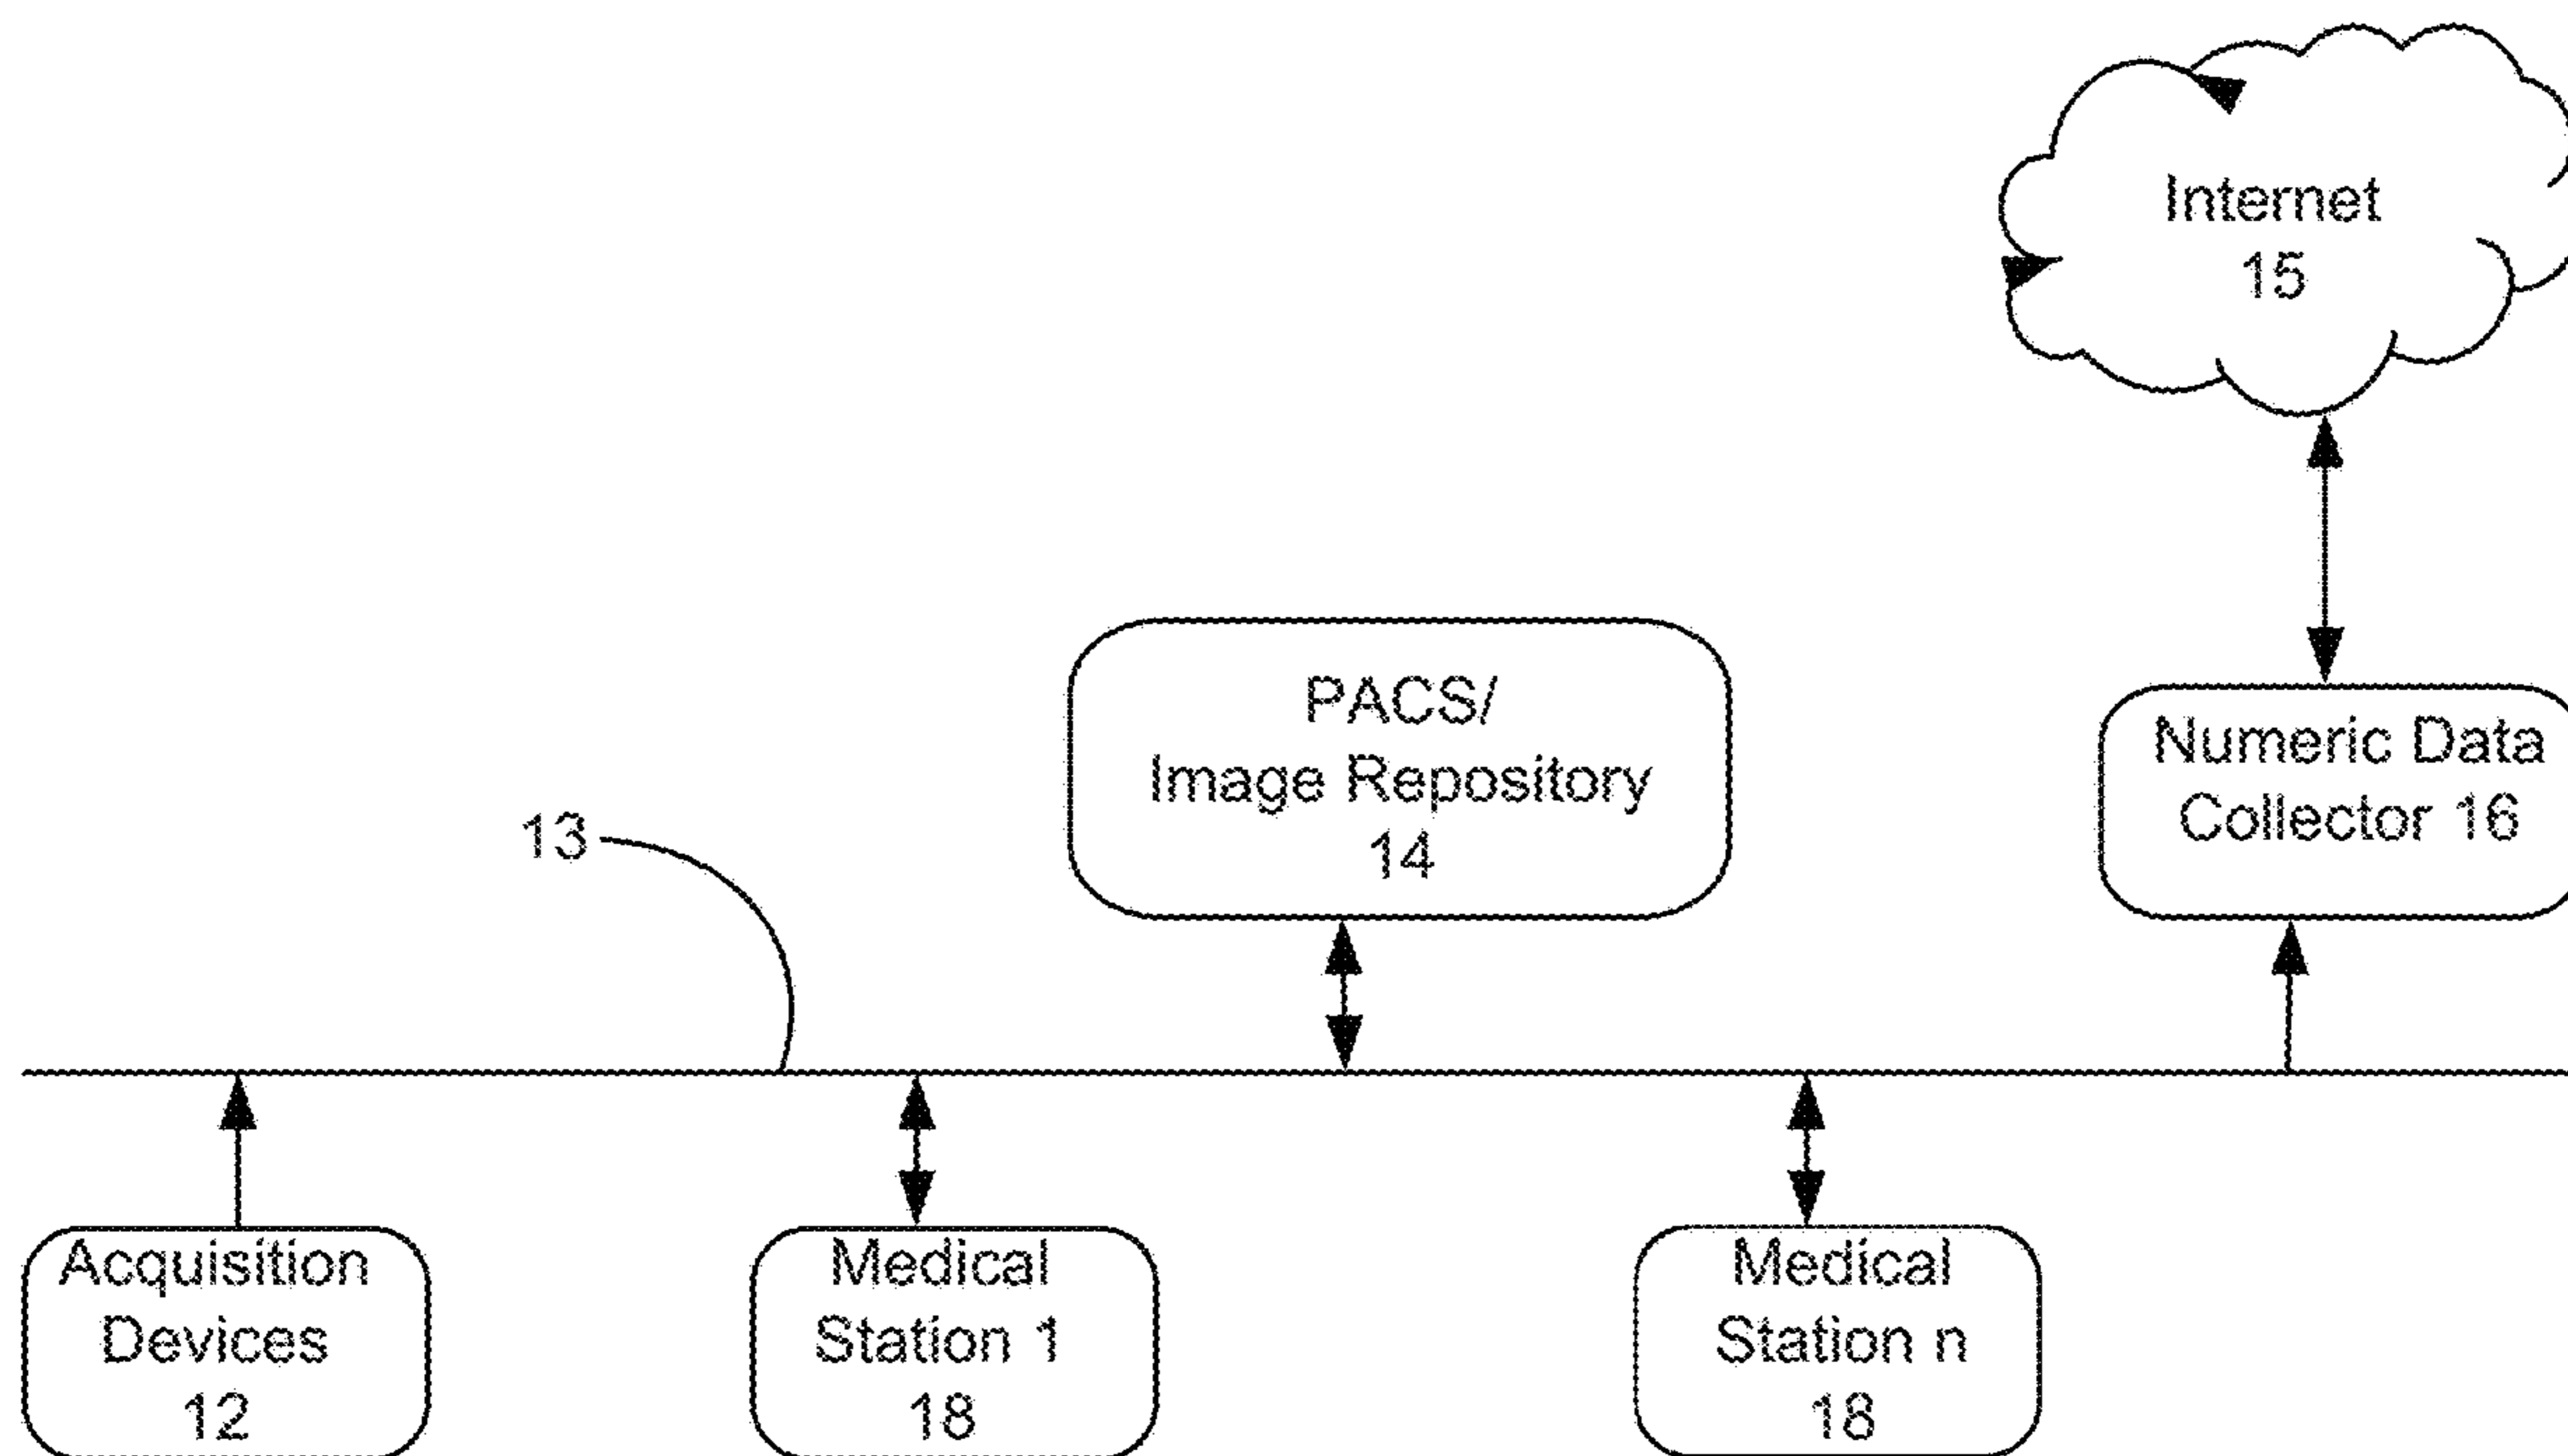 Internet
15
PACS/
Image Repository
14
Numeric Data
Collector 16
13
Acquisition
Devices
12
Medical
Station 1
18
Medical
Station n
18